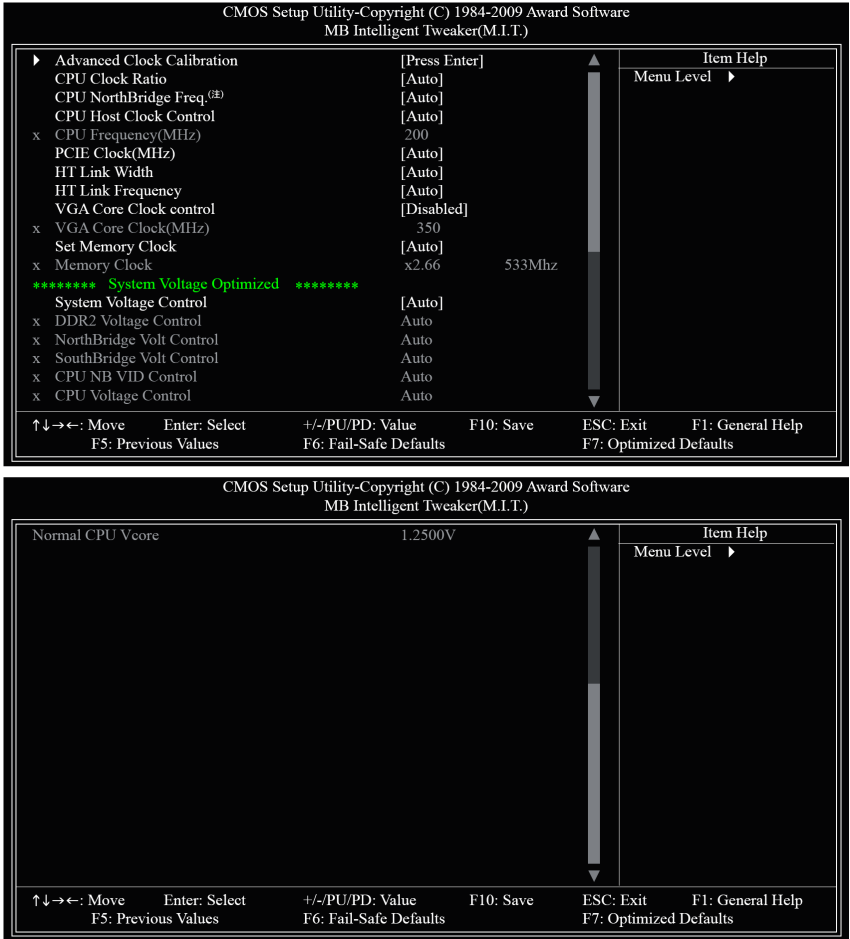 CMOS Setup Utility-Copyright (C) 1984-2009 Award Software
MB Intelligent Tweaker(M.I.T.)
Advanced Clock Calibration [Press Enter]
CPU Clock Ratio [Auto]
CPU NorthBridge Freq.(注) [Auto]
CPU Host Clock Control [Auto]
x CPU Frequency(MHz) 200
PCIE Clock(MHz) [Auto]
HT Link Width [Auto]
HT Link Frequency [Auto]
VGA Core Clock control [Disabled]
x VGA Core Clock(MHz) 350
Set Memory Clock [Auto]
x Memory Clock x2.66 533Mhz
******** System Voltage Optimized ********
System Voltage Control [Auto]
x DDR2 Voltage Control Auto
x NorthBridge Volt Control Auto
x SouthBridge Volt Control Auto
x CPU NB VID Control Auto
x CPU Voltage Control Auto
Item Help
Menu Level
↑↓→←: Move Enter: Select +/-/PU/PD: Value F10: Save ESC: Exit F1: General Help
F5: Previous Values F6: Fail-Safe Defaults F7: Optimized Defaults
CMOS Setup Utility-Copyright (C) 1984-2009 Award Software
MB Intelligent Tweaker(M.I.T.)
Normal CPU Vcore 1.2500V
Item Help
Menu Level
↑↓→←: Move Enter: Select +/-/PU/PD: Value F10: Save ESC: Exit F1: General Help
F5: Previous Values F6: Fail-Safe Defaults F7: Optimized Defaults